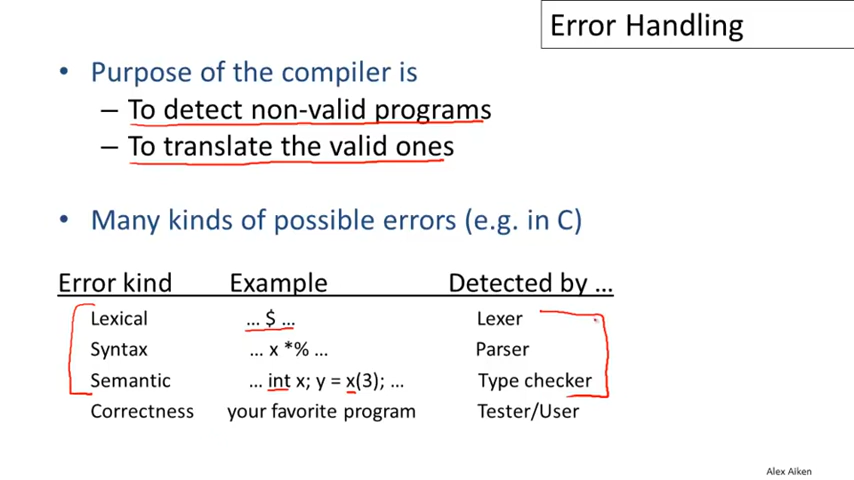 Error Handling
• Purpose of the compiler is
– To detect non-valid programs
– To translate the valid ones
• Many kinds of possible errors (e.g. in C)
Error kind Example Detected by ...
Lexical ... $ ... Lexer
Syntax ... x *% ... Parser
Semantic ... int x; y = x(3); ... Type checker
Correctness your favorite program Tester/User
Alex Aiken